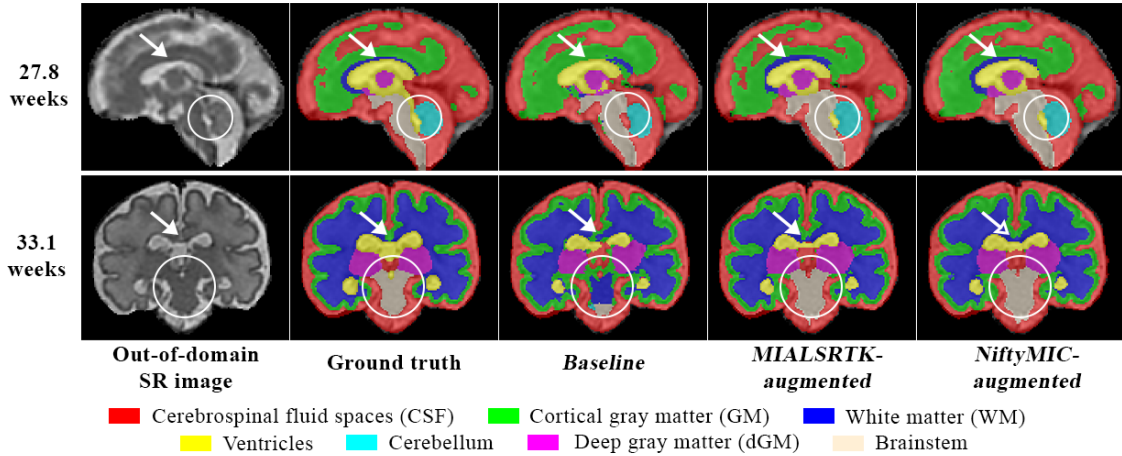 27.8
weeks
33.1
weeks
Out-of-domain
SR image
Ground truth
Baseline
MIALSRTK-
augmented
NiftyMIC-
augmented
Cerebrospinal fluid spaces (CSF)
Cortical gray matter (GM)
White matter (WM)
Ventricles
Cerebellum
Deep gray matter (dGM)
Brainstem